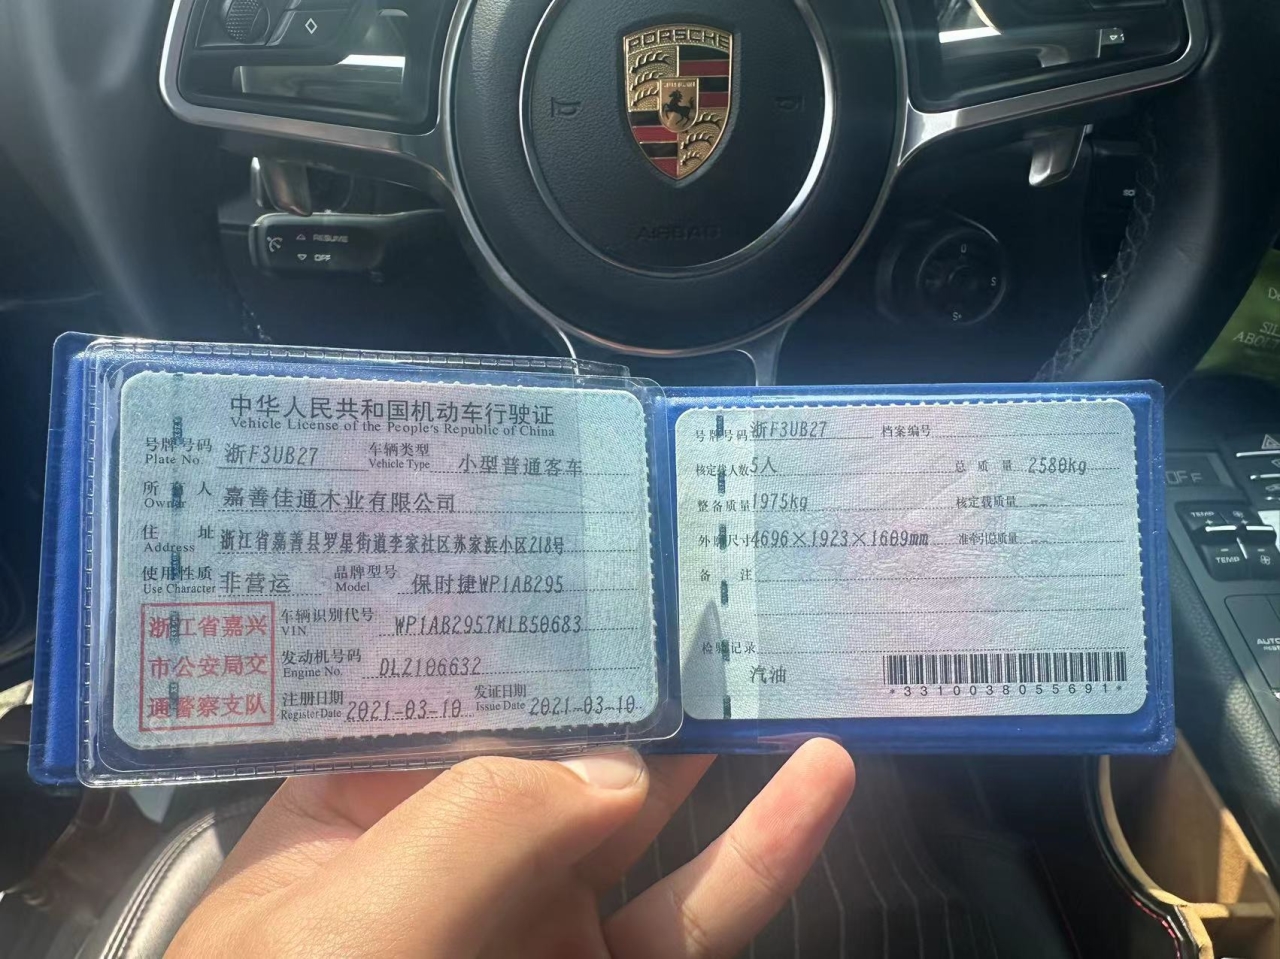 PORSCHE
AIRBAG
RESUME
OFF
中华人民共和国机动车行驶证
Vehicle License of the People's Republic of China
号牌号码 浙F3UB27 车辆类型 小型普通客车
Plate No. Vehicle Type
所有人 嘉善佳通木业有限公司
Owner
住址 浙江省嘉善县罗星街道李家社区苏家浜小区218号
Address
使用性质 非营运 品牌型号 保时捷WP1AB295
Use Character Model
浙江省嘉兴
市公安局交
通警察支队
车辆识别代号 WP1AB2957MLB50683
VIN
发动机号码 DLZ106632
Engine No.
注册日期 2021-03-10 发证日期 2021-03-10
Register Date Issue Date
号牌号码 浙F3UB27 档案编号
核定载人数 5人 总质量 2580kg
整备质量 1975kg 核定载质量 --
外廓尺寸 4696×1923×1609mm 准牵引总质量 --
备注
检验记录
汽油
*3310038055691*
OFF
TEMP
TEMP
AUTO